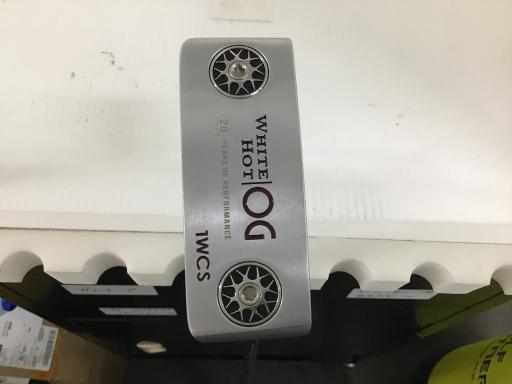 WHITE
HOT
OG
20 YEARS OF PERFORMANCE
1WCS